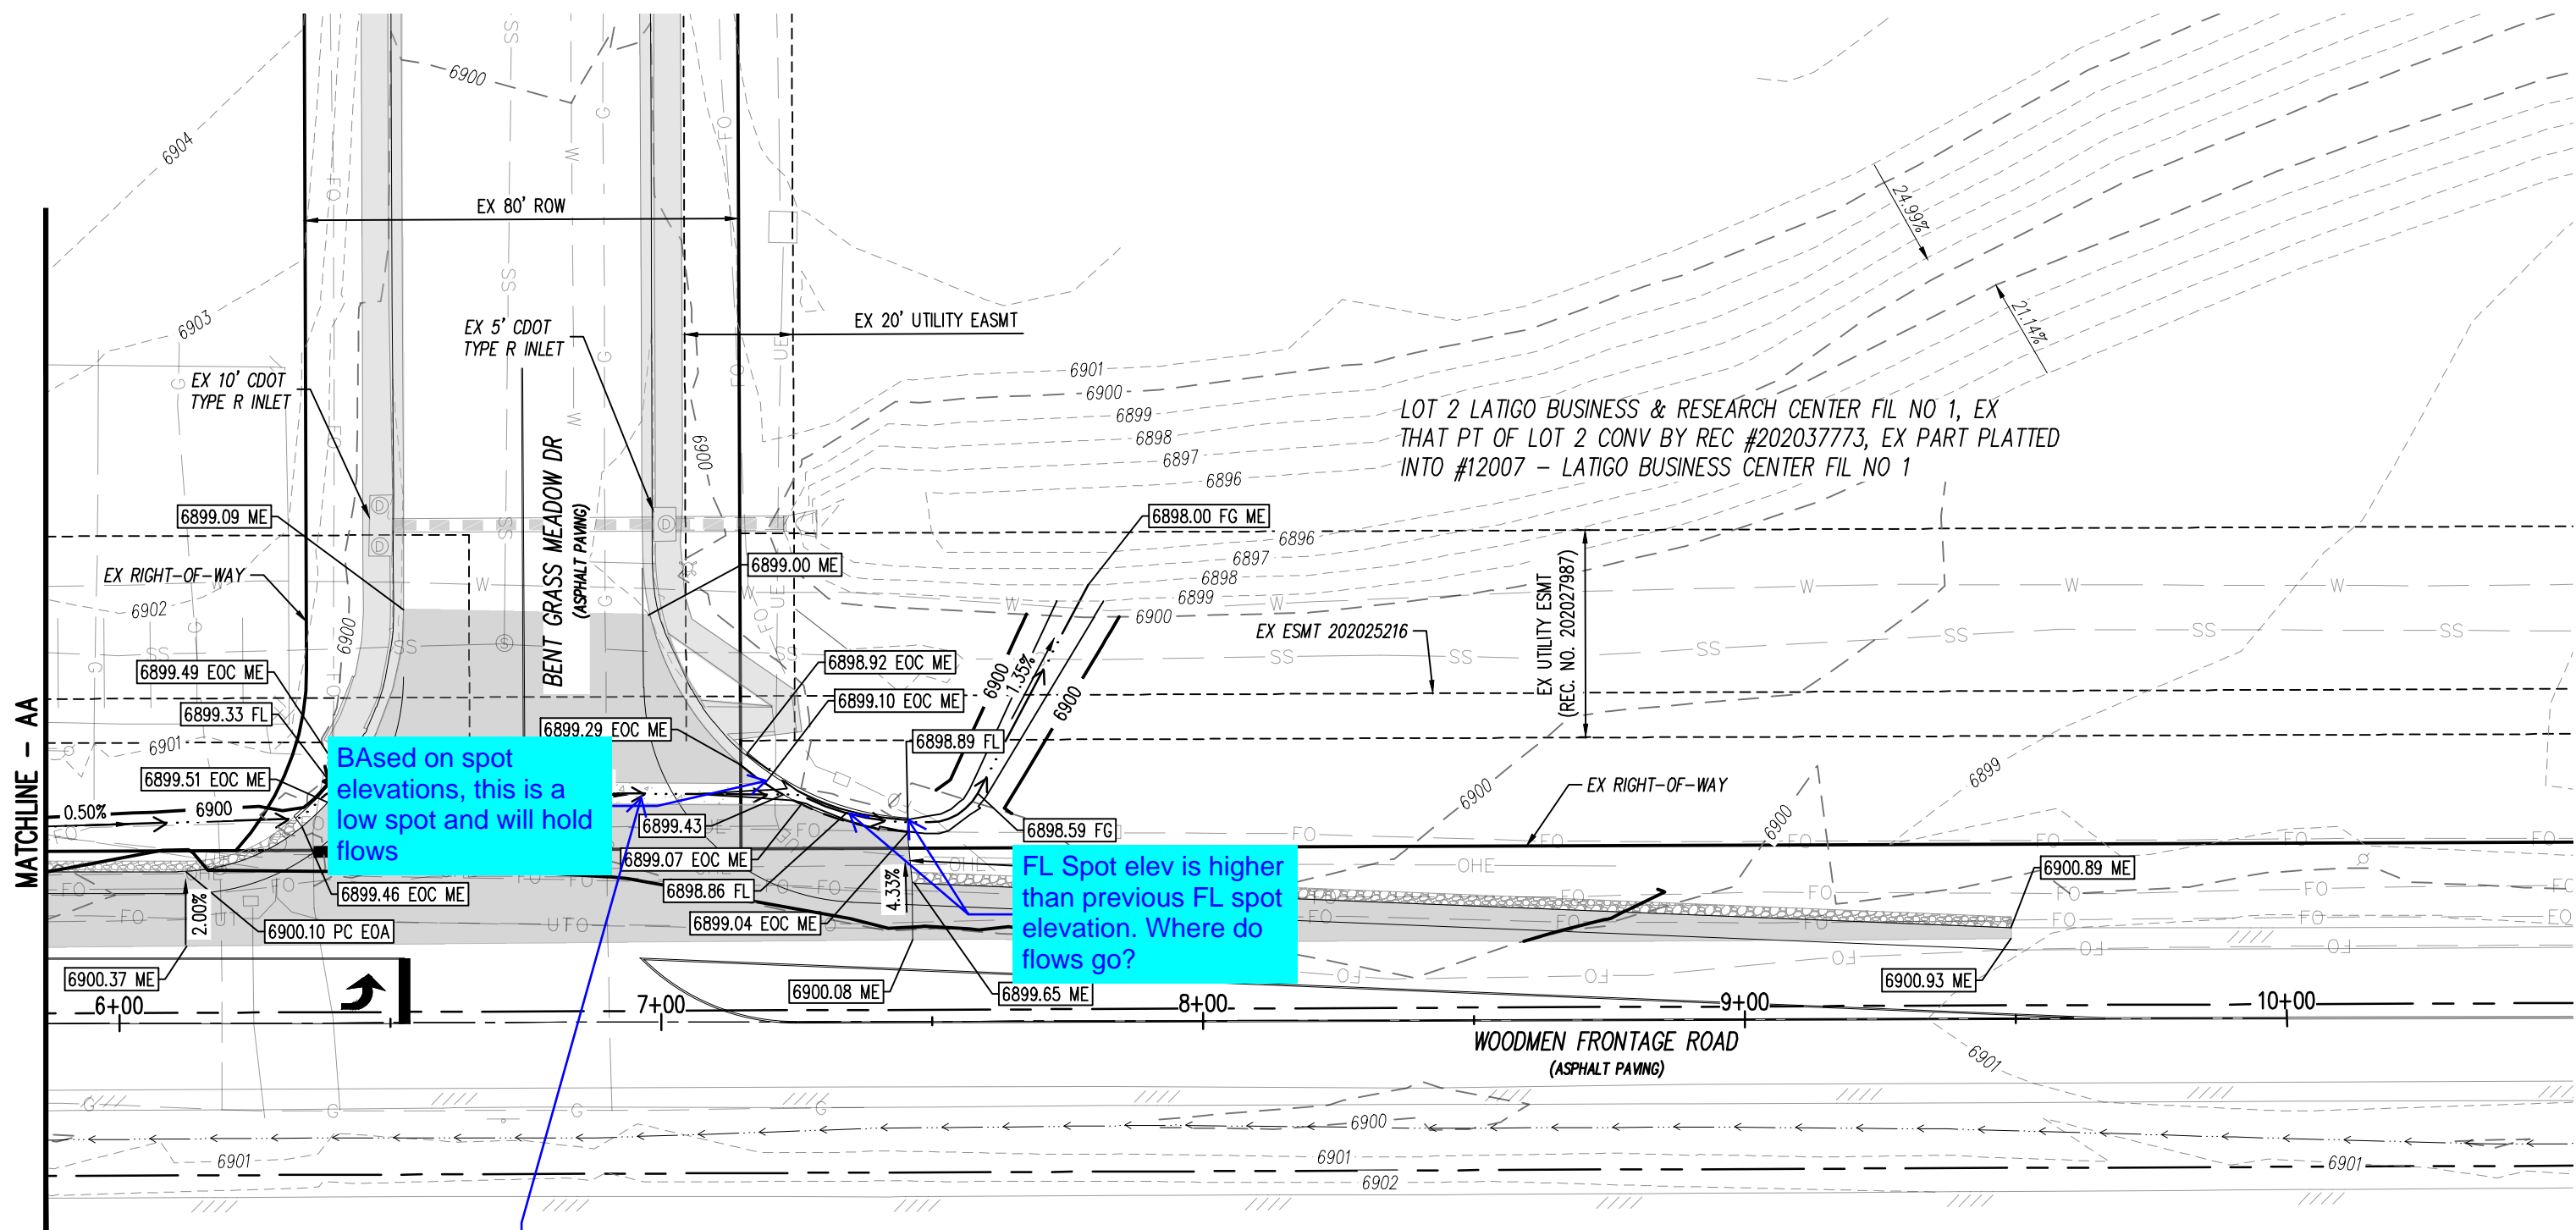 6900
6904
EX 80' ROW
24.99%
21.14%
6903
EX 5' CDOT
TYPE R INLET
EX 20' UTILITY EASMT
EX 10' CDOT
TYPE R INLET
6901
6900
6899
6898
6897
6896
LOT 2 LATIGO BUSINESS & RESEARCH CENTER FIL NO 1, EX
THAT PT OF LOT 2 CONV BY REC #202037773, EX PART PLATTED
INTO #12007 – LATIGO BUSINESS CENTER FIL NO 1
6900
BENT GRASS MEADOW DR
(ASPHALT PAVING)
6899.09 ME
6898.00 FG ME
6896
6897
6898
6899
6900
EX RIGHT-OF-WAY
6899.00 ME
6902
6900
EX UTILITY ESMT
(REC. NO. 202027987)
EX ESMT 202025216
6899.49 EOC ME
6898.92 EOC ME
6900
-1.35%
6900
6899.33 FL
6899.10 EOC ME
6899.29 EOC ME
6898.89 FL
6901
6899.51 EOC ME
MATCHLINE – AA
BAsed on spot
elevations, this is a
low spot and will hold
flows
EX RIGHT-OF-WAY
6899
6900
6900
0.50%
6900
6899.43
6898.59 FG
6899.07 EOC ME
OHE
FL Spot elev is higher
than previous FL spot
elevation. Where do
flows go?
6900.89 ME
6899.46 EOC ME
6898.86 FL
4.33%
2.00%
6899.04 EOC ME
6900.10 PC EOA
6900.37 ME
6900.08 ME
6899.65 ME
6900.93 ME
6+00
7+00
8+00
9+00
10+00
WOODMEN FRONTAGE ROAD
(ASPHALT PAVING)
6901
6900
6901
6901
6901
6902